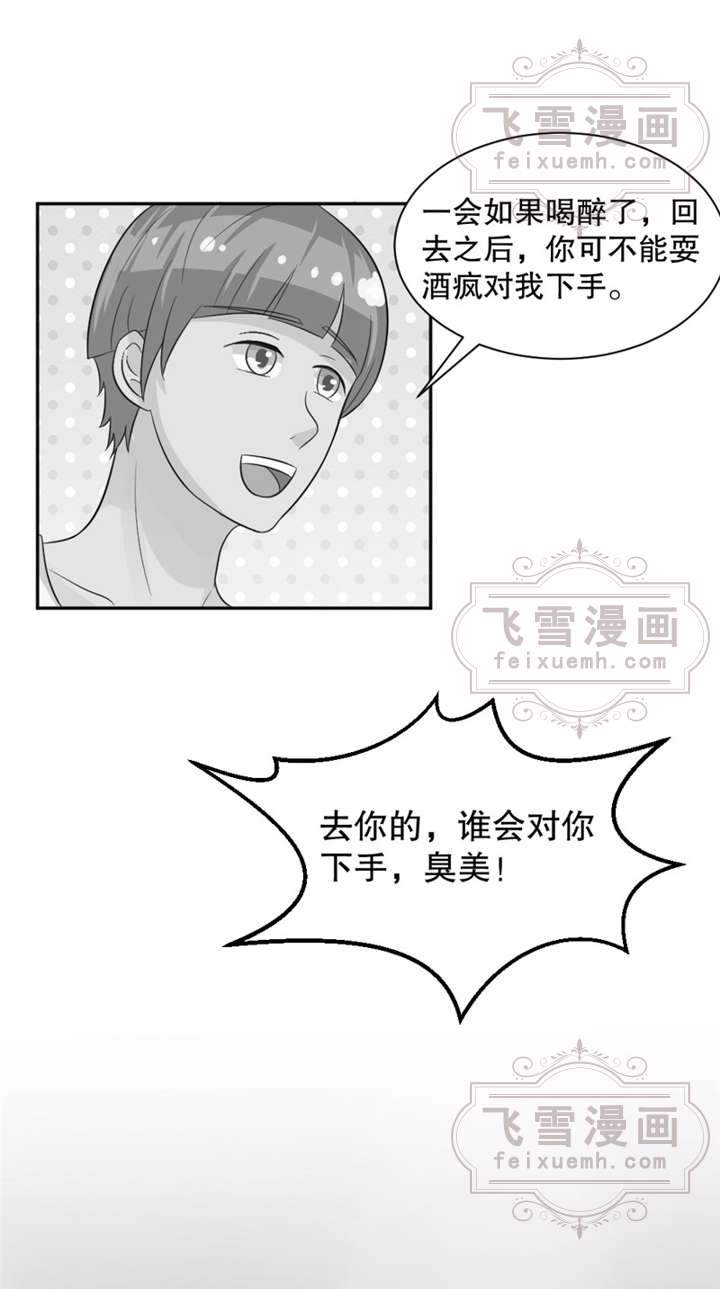 飞雪漫画
feixuemh.com
一会如果喝醉了，回
去之后，你可不能耍
酒疯对我下手。
飞雪漫画
feixuemh.com
去你的，谁会对你
下手，臭美！
飞雪漫画
feixuemh.com